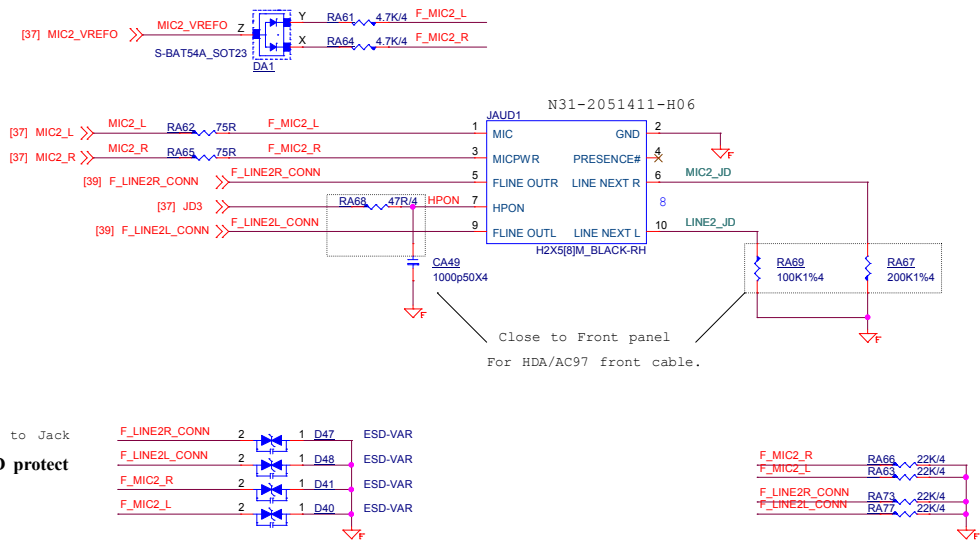 [37] MIC2_VREFO MIC2_VREFO Z Y RA61 4.7K/4 F_MIC2_L
X RA64 4.7K/4 F_MIC2_R
S-BAT54A_SOT23
DA1
N31-2051411-H06
JAUD1
[37] MIC2_L MIC2_L RA62 75R F_MIC2_L 1 MIC GND 2 F
[37] MIC2_R MIC2_R RA65 75R F_MIC2_R 3 MICPWR PRESENCE# 4
[39] F_LINE2R_CONN F_LINE2R_CONN 5 FLINE OUTR LINE NEXT R 6 MIC2_JD
[37] JD3 RA68 47R/4 HPON 7 HPON 8
[39] F_LINE2L_CONN F_LINE2L_CONN 9 FLINE OUTL LINE NEXT L 10 LINE2_JD
H2X5[8]M_BLACK-RH
CA49
1000p50X4
F
RA69
100K1%4
RA67
200K1%4
F
Close to Front panel
For HDA/AC97 front cable.
to Jack
protect
F_LINE2R_CONN 2 1 D47 ESD-VAR
F_LINE2L_CONN 2 1 D48 ESD-VAR
F_MIC2_R 2 1 D41 ESD-VAR
F_MIC2_L 2 1 D40 ESD-VAR
F
F_MIC2_R RA66 22K/4
F_MIC2_L RA63 22K/4
F_LINE2R_CONN RA73 22K/4
F_LINE2L_CONN RA77 22K/4
F